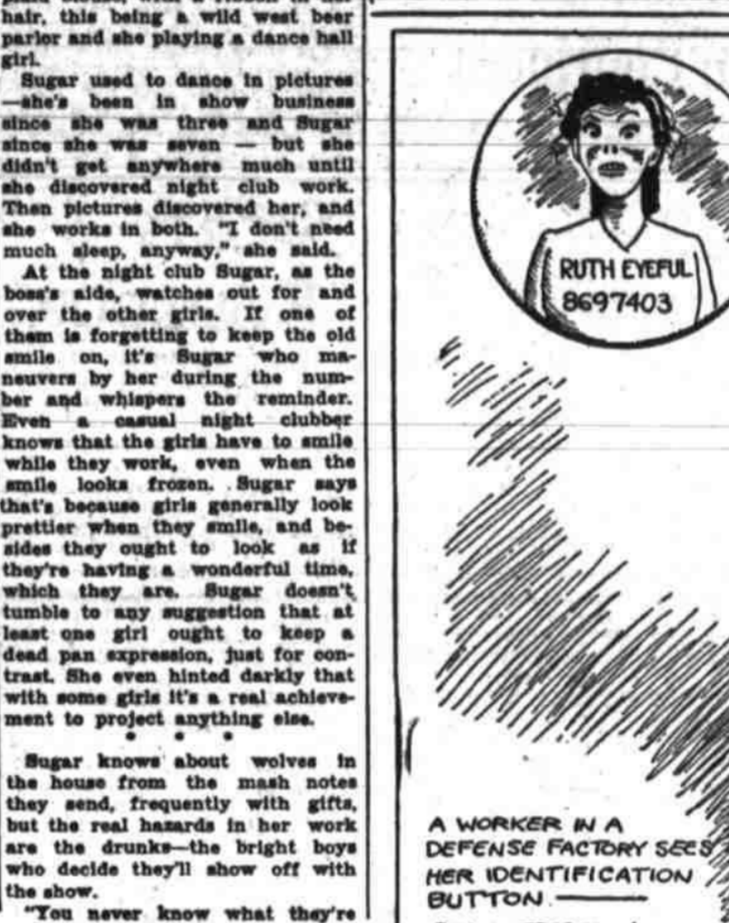 hair, this being a wild west beer
parlor and she playing a dance hall
girl.
Sugar used to dance in pictures
—she's been in show business
since she was three and Sugar
since she was seven — but she
didn't get anywhere much until
she discovered night club work.
Then pictures discovered her, and
she works in both. "I don't need
much sleep, anyway," she said.
At the night club Sugar, as the
boss's aide, watches out for and
over the other girls. If one of
them is forgetting to keep the old
smile on, it's Sugar who ma-
neuvers by her during the num-
ber and whispers the reminder.
Even a casual night clubber
knows that the girls have to smile
while they work, even when the
smile looks frozen. Sugar says
that's because girls generally look
prettier when they smile, and be-
sides they ought to look as if
they're having a wonderful time,
which they are. Sugar doesn't
tumble to any suggestion that at
least one girl ought to keep a
dead pan expression, just for con-
trast. She even hinted darkly that
with some girls it's a real achieve-
ment to project anything else.
• • •
Sugar knows about wolves in
the house from the mash notes
they send, frequently with gifts,
but the real hazards in her work
are the drunks—the bright boys
who decide they'll show off with
the show.
"You never know what they're
RUTH EYEFUL
8697403
A WORKER IN A
DEFENSE FACTORY SEES
HER IDENTIFICATION
BUTTON